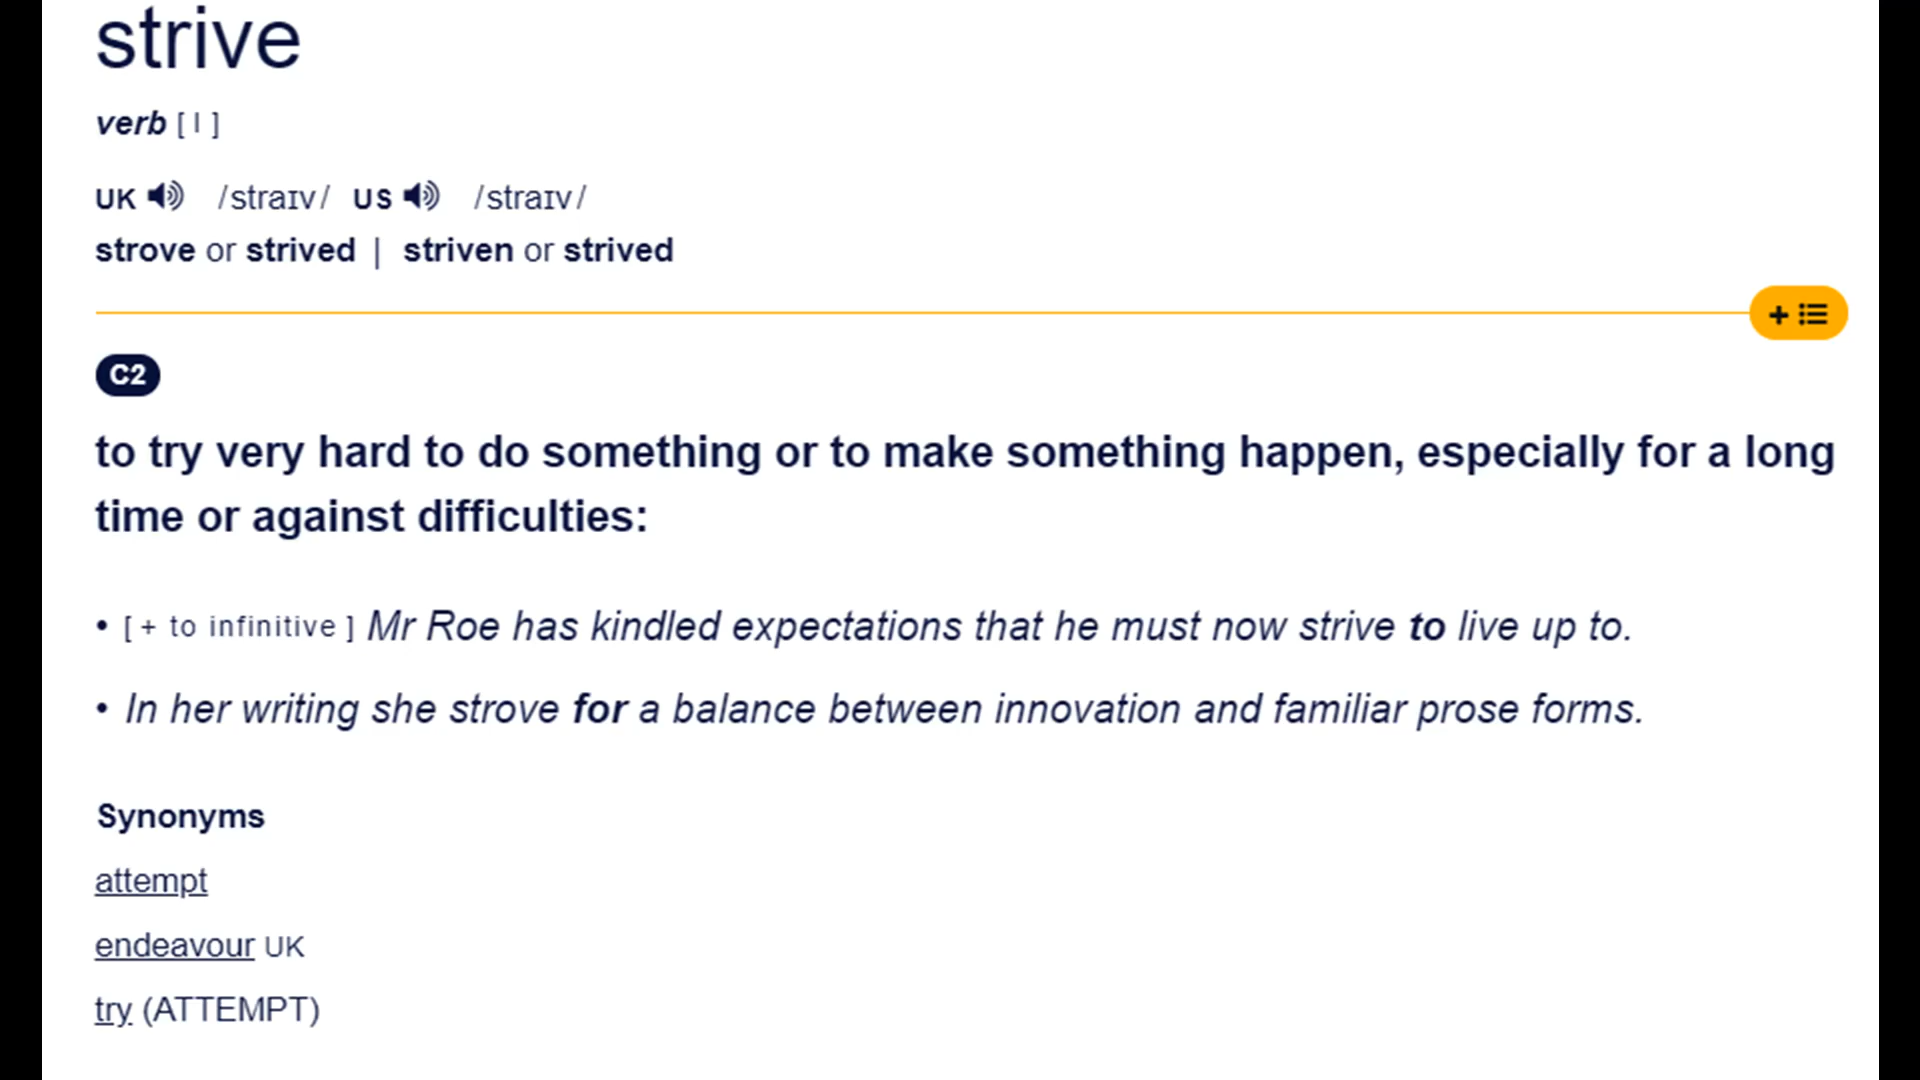 strive
verb [ I ]
UK /straɪv/ US /straɪv/
strove or strived | striven or strived
+
C2
to try very hard to do something or to make something happen, especially for a long
time or against difficulties:
• [ + to infinitive ] Mr Roe has kindled expectations that he must now strive to live up to.
• In her writing she strove for a balance between innovation and familiar prose forms.
Synonyms
attempt
endeavour UK
try (ATTEMPT)